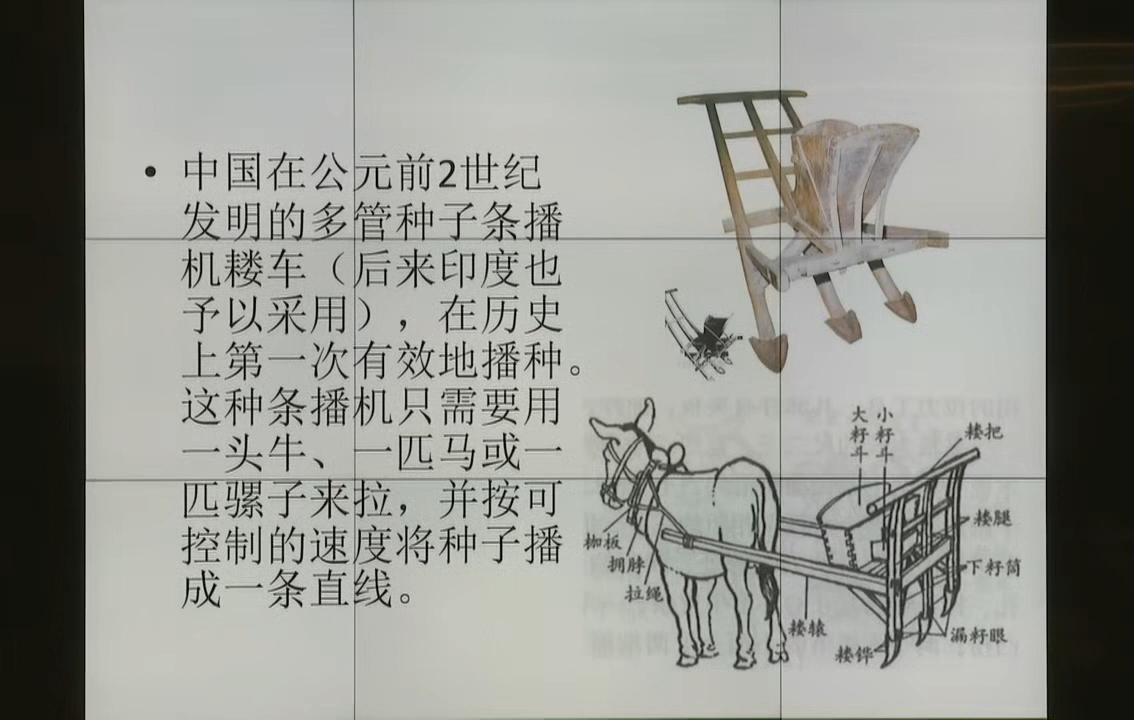 • 中国在公元前2世纪
发明的多管种子条播
机耧车（后来印度也
予以采用），在历史
上第一次有效地播种。
这种条播机只需要用
一头牛、一匹马或一
匹骡子来拉，并按可
控制的速度将种子播
成一条直线。
大籽斗
小籽斗
耧把
耧腿
下籽筒
漏籽眼
耧铧
耧辕
拉绳
拥脖
枷板